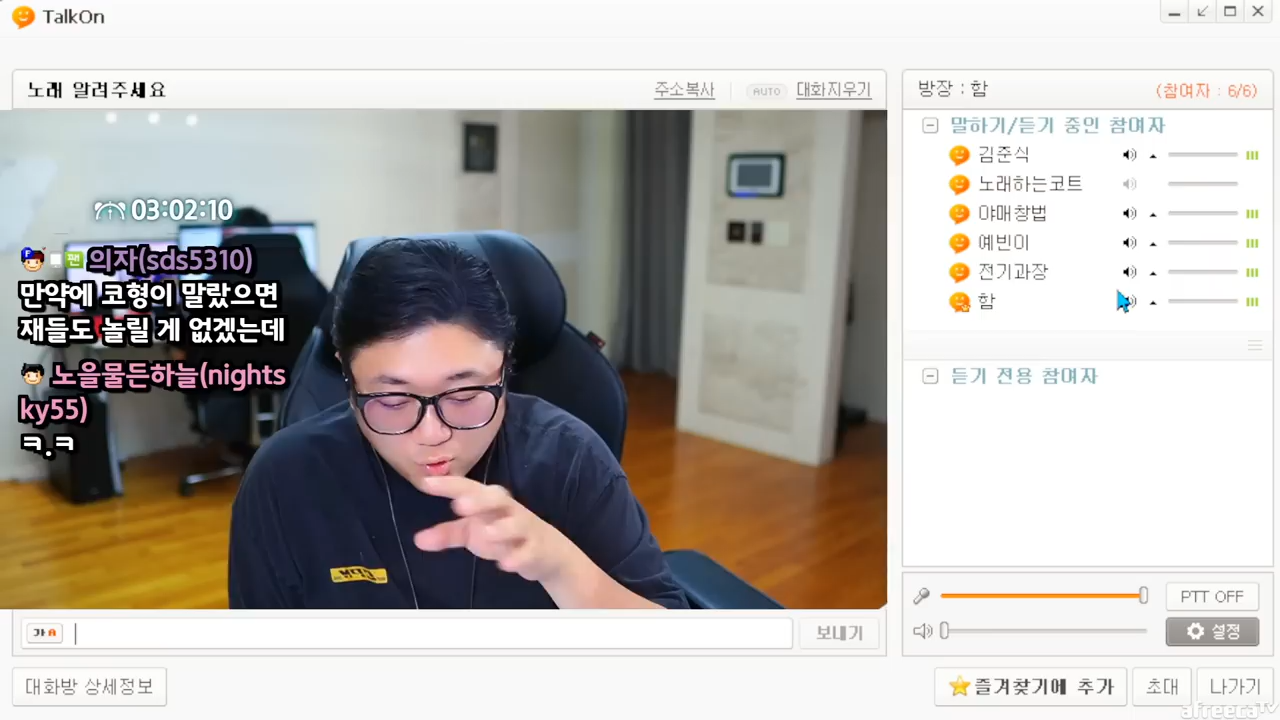 TalkOn
노래 알려주세요
주소복사
AUTO
대화지우기
방장 : 함
(참여자 : 6/6)
말하기/듣기 중인 참여자
김준식
노래하는코트
야매창법
예빈이
전기과장
함
듣기 전용 참여자
03:02:10
F
팬
의자(sds5310)
만약에 코형이 말랐으면
재들도 놀릴 게 없겠는데
노을물든하늘(nights
ky55)
ㅋ.ㅋ
가A
보내기
PTT OFF
설정
대화방 상세정보
즐겨찾기에 추가
초대
나가기
afreecaTV